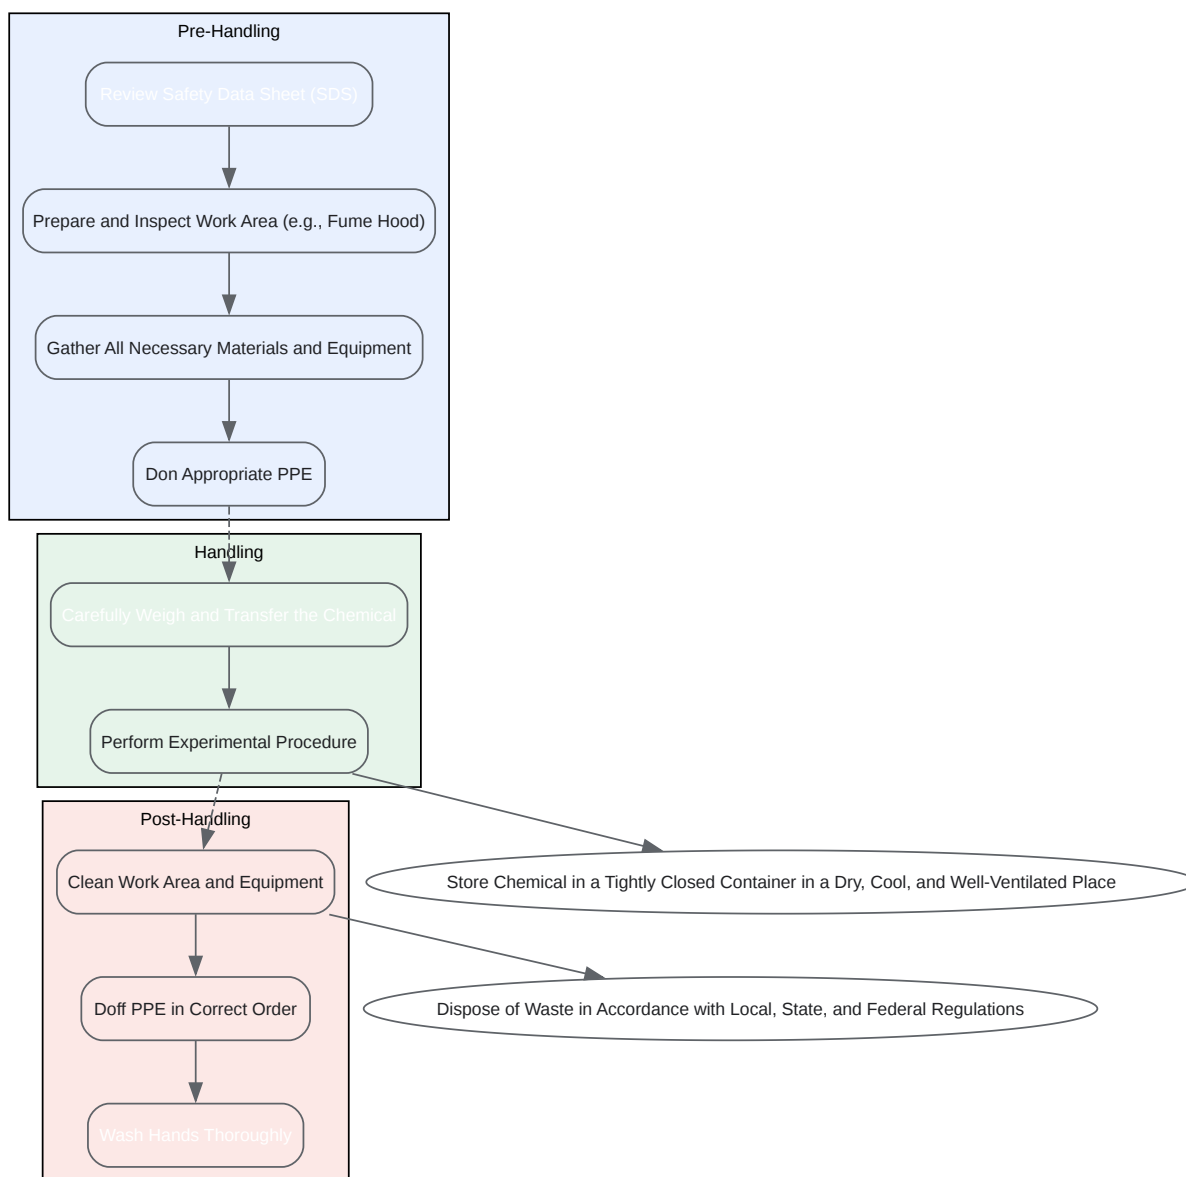 Pre-Handling
Review Safety Data Sheet (SDS)
Prepare and Inspect Work Area (e.g., Fume Hood)
Gather All Necessary Materials and Equipment
Don Appropriate PPE
Handling
Carefully Weigh and Transfer the Chemical
Perform Experimental Procedure
Post-Handling
Clean Work Area and Equipment
Store Chemical in a Tightly Closed Container in a Dry, Cool, and Well-Ventilated Place
Doff PPE in Correct Order
Dispose of Waste in Accordance with Local, State, and Federal Regulations
Wash Hands Thoroughly